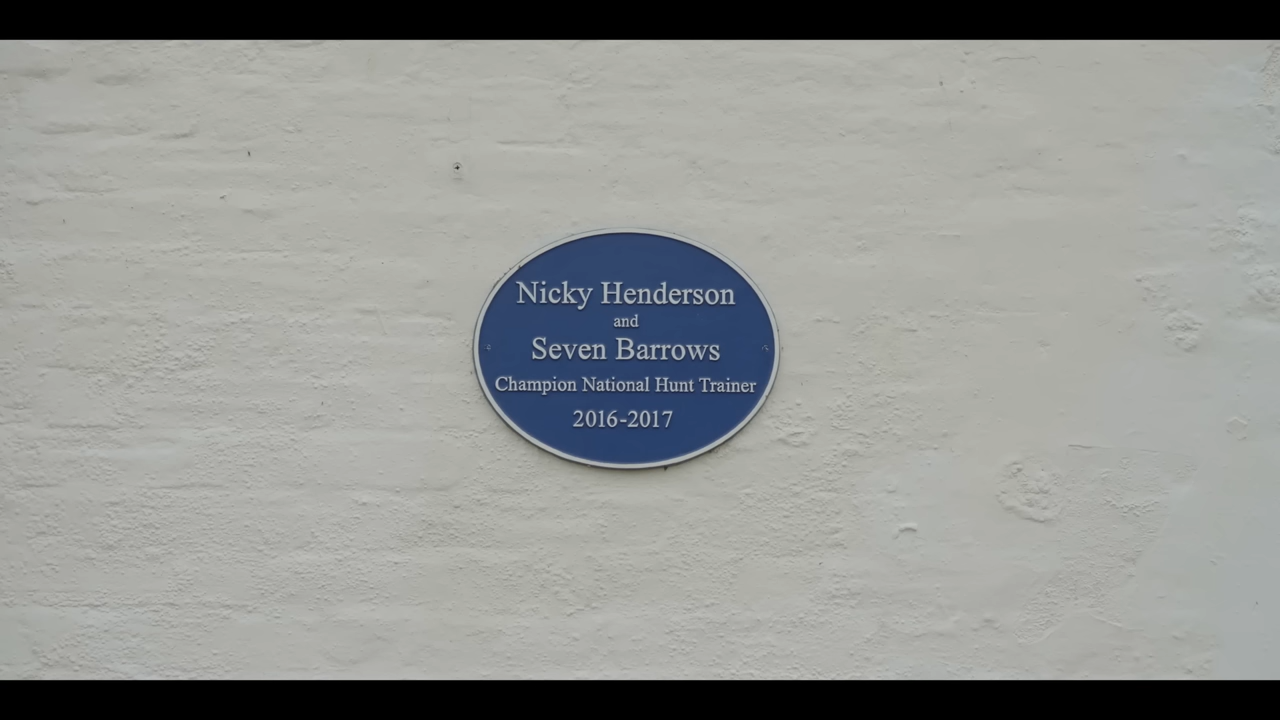 Nicky Henderson
and
Seven Barrows
Champion National Hunt Trainer
2016-2017